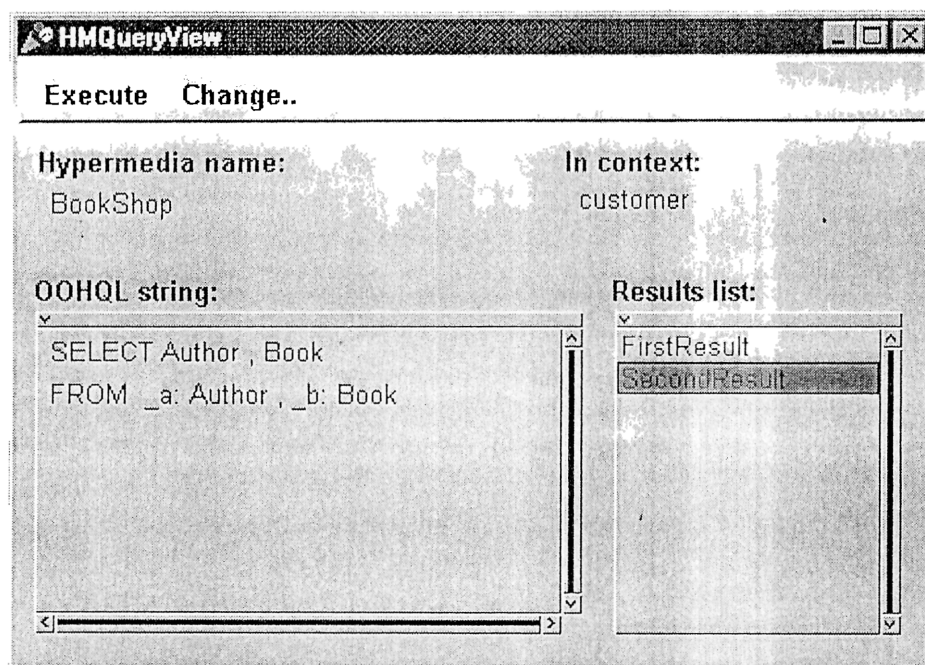 HMQueryView
Execute Change..
Hypermedia name:
BookShop
In context:
customer
OOHQL string:
SELECT Author , Book
FROM _a: Author , _b: Book
Results list:
FirstResult
SecondResult